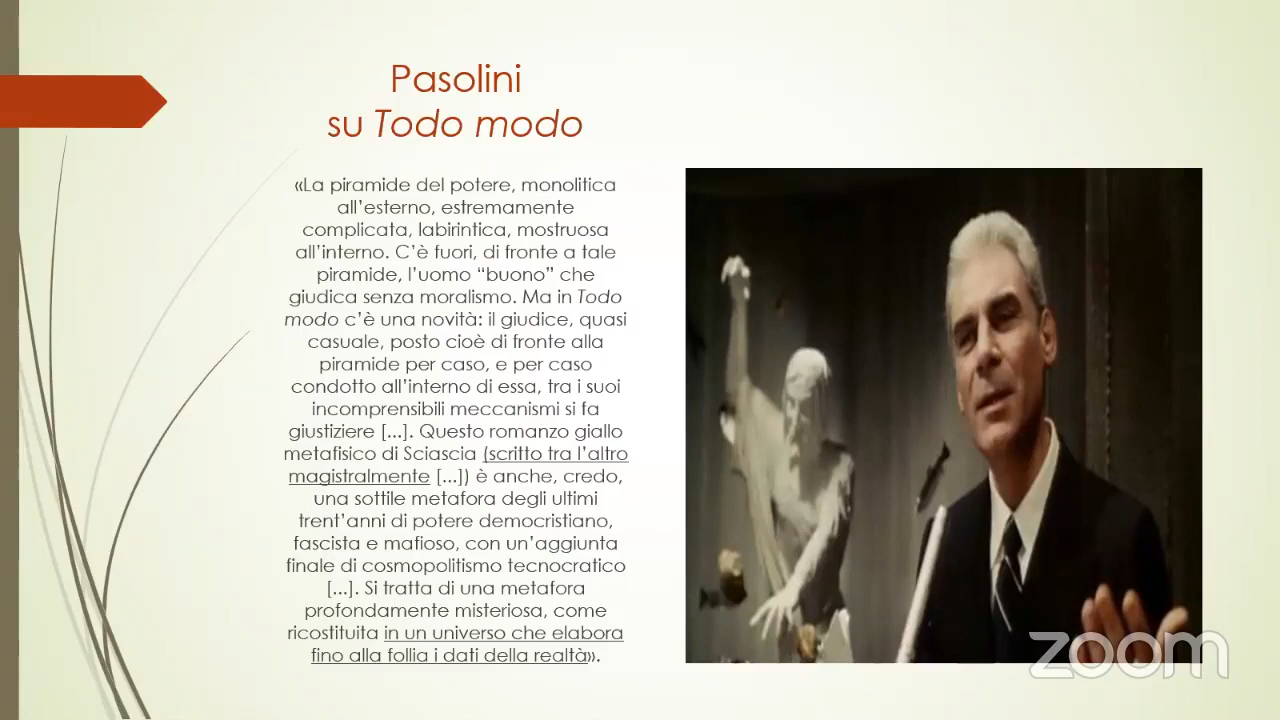 Pasolini
su Todo modo
«La piramide del potere, monolitica
all’esterno, estremamente
complicata, labirintica, mostruosa
all’interno. C’è fuori, di fronte a tale
piramide, l’uomo “buono” che
giudica senza moralismo. Ma in Todo
modo c’è una novità: il giudice, quasi
casuale, posto cioè di fronte alla
piramide per caso, e per caso
condotto all’interno di essa, tra i suoi
incomprensibili meccanismi si fa
giustiziere [...]. Questo romanzo giallo
metafisico di Sciascia (scritto tra l’altro
magistralmente [...]) è anche, credo,
una sottile metafora degli ultimi
trent’anni di potere democristiano,
fascista e mafioso, con un’aggiunta
finale di cosmopolitismo tecnocratico
[...]. Si tratta di una metafora
profondamente misteriosa, come
ricostituita in un universo che elabora
fino alla follia i dati della realtà».
zoom